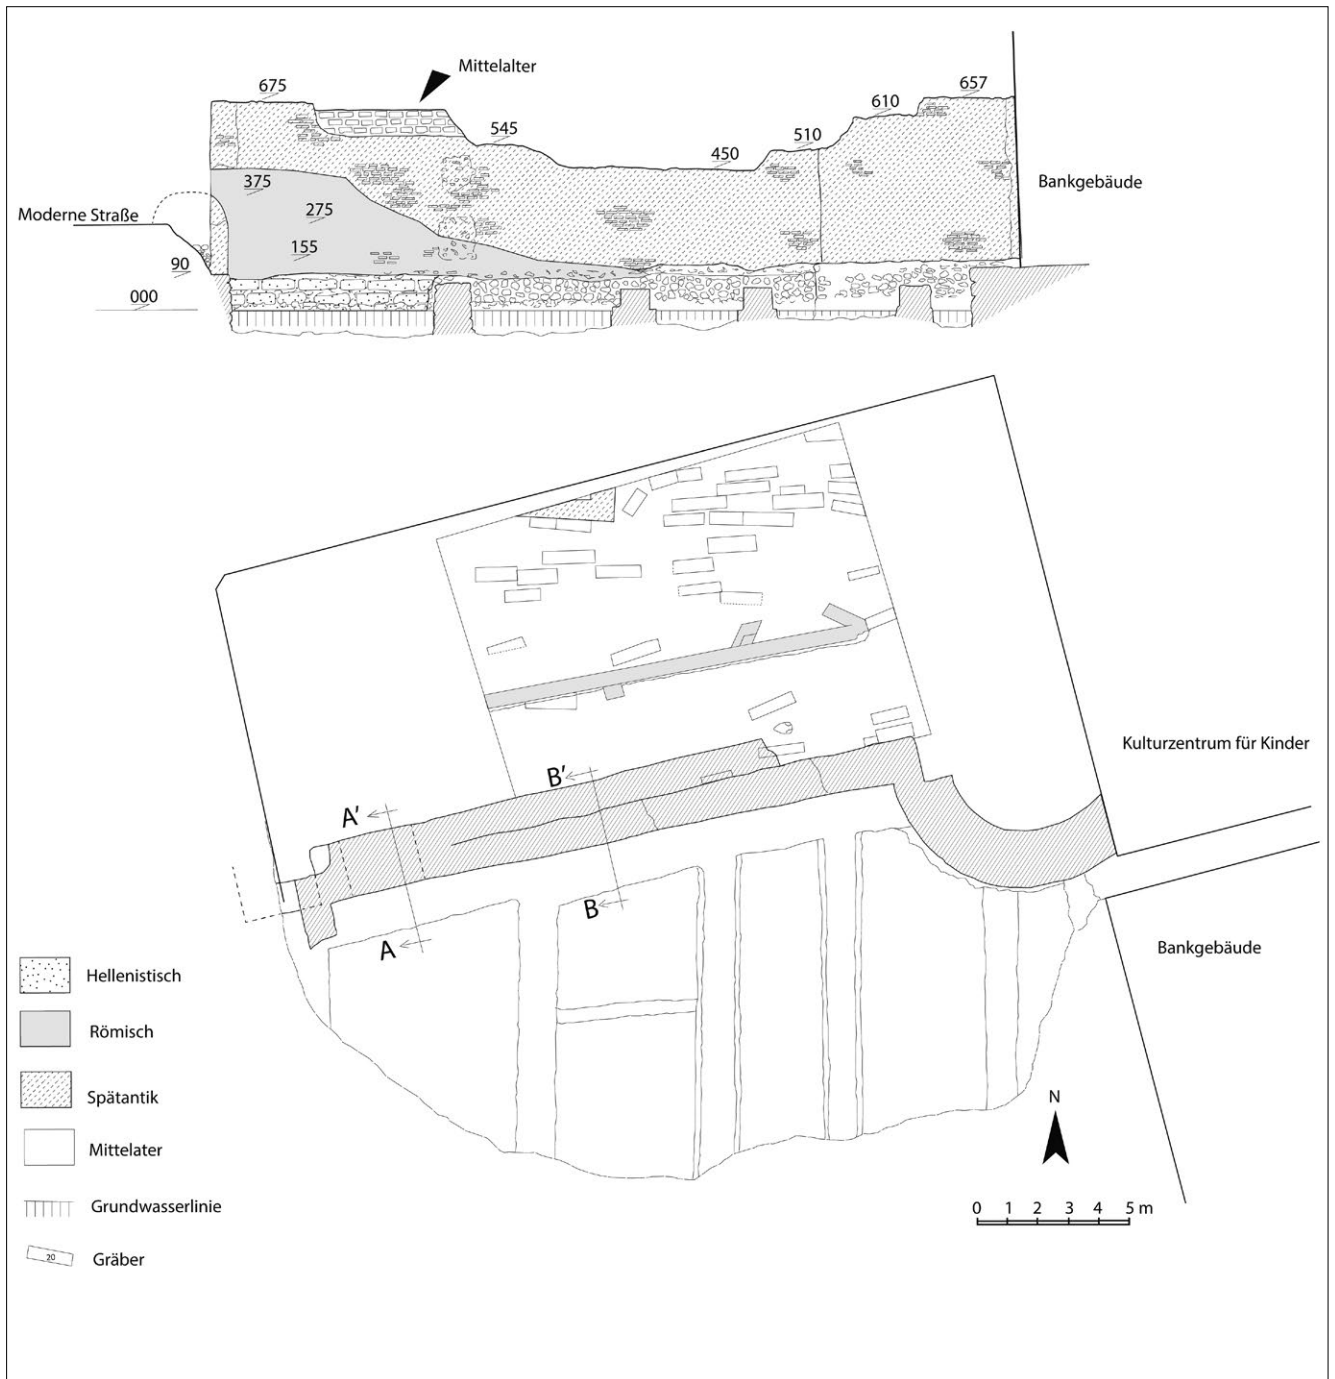 Mittelalter
675
545
450
510
610
657
Bankgebäude
375
275
155
Moderne Straße
90
000
Kulturzentrum für Kinder
B'
A'
B
A
Bankgebäude
Hellenistisch
Römisch
Spätantik
Mittelater
Grundwasserlinie
20
Gräber
N
0 1 2 3 4 5 m